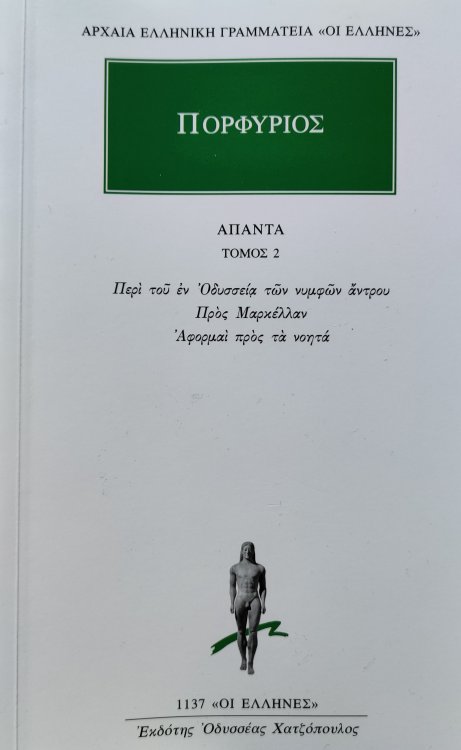 ΑΡΧΑΙΑ ΕΛΛΗΝΙΚΗ ΓΡΑΜΜΑΤΕΙΑ «ΟΙ ΕΛΛΗΝΕΣ»
ΠΟΡΦΥΡΙΟΣ
ΑΠΑΝΤΑ
ΤΟΜΟΣ 2
Περὶ τοῦ ἐν Ὀδυσσείᾳ τῶν νυμφῶν ἄντρου
Πρὸς Μαρκέλλαν
Ἀφορμαὶ πρὸς τὰ νοητά
1137 «ΟΙ ΕΛΛΗΝΕΣ»
Ἐκδότης Ὀδυσσέας Χατζόπουλος